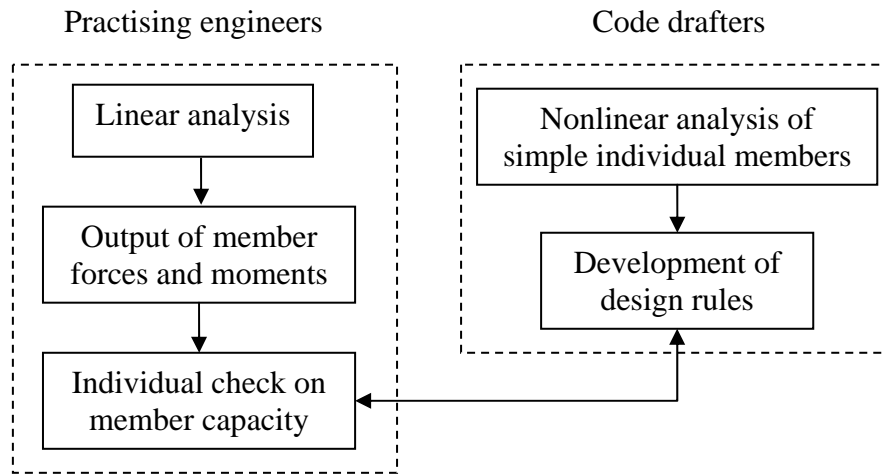 Practising engineers
Code drafters
Linear analysis
Output of member
forces and moments
Individual check on
member capacity
Nonlinear analysis of
simple individual members
Development of
design rules